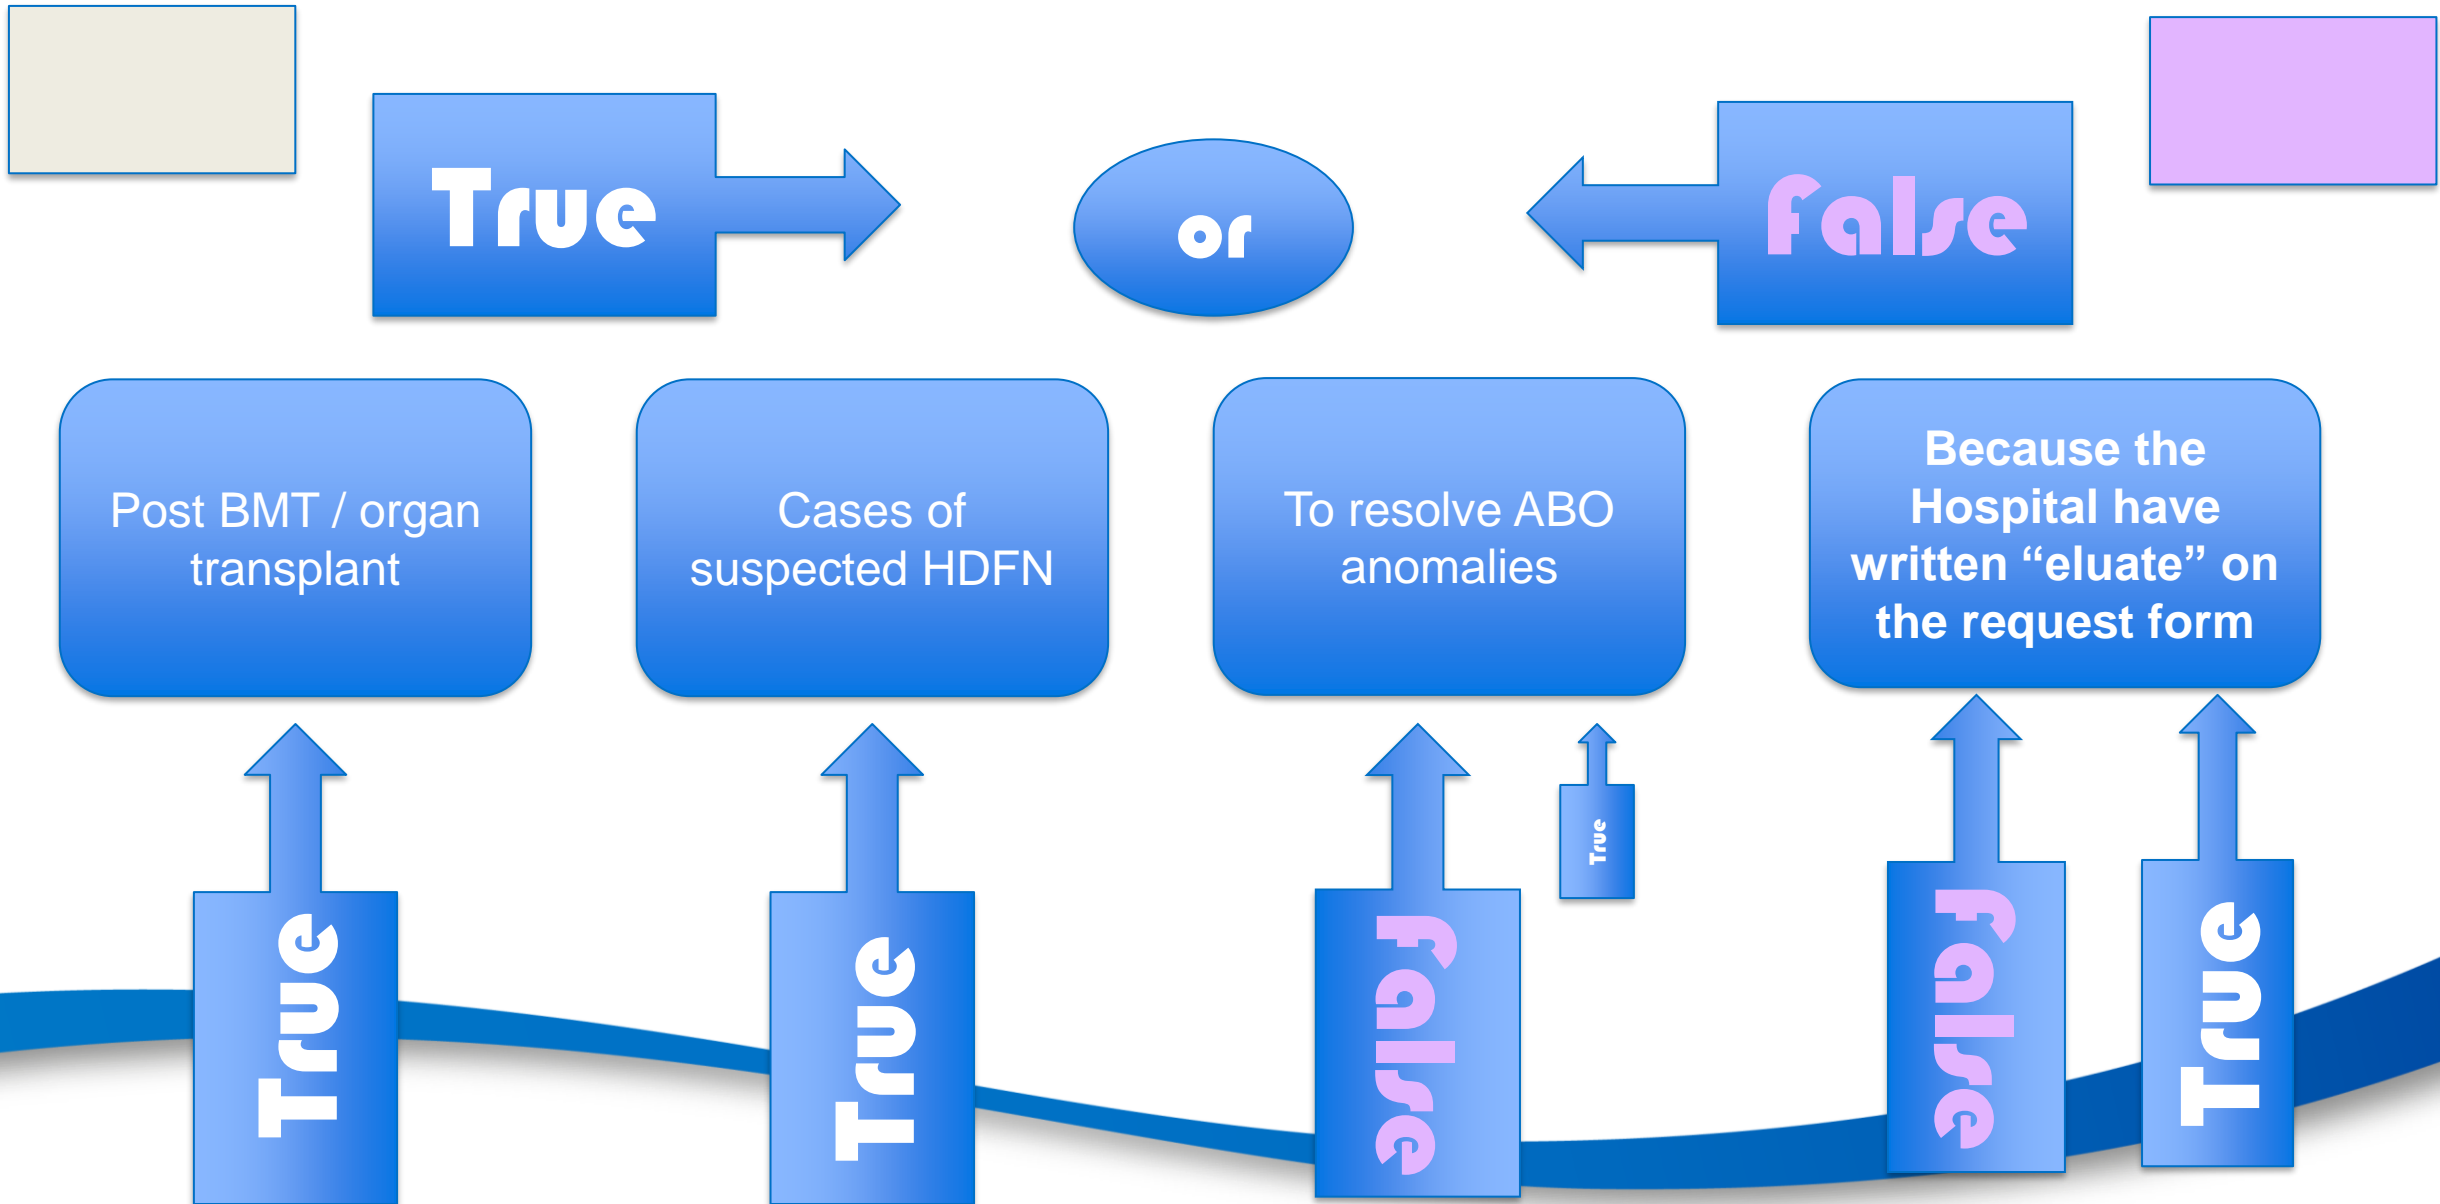 True
or
False
Post BMT / organ
transplant
Cases of
suspected HDFN
To resolve ABO
anomalies
Because the
Hospital have
written “eluate” on
the request form
True
True
False
True
False
True